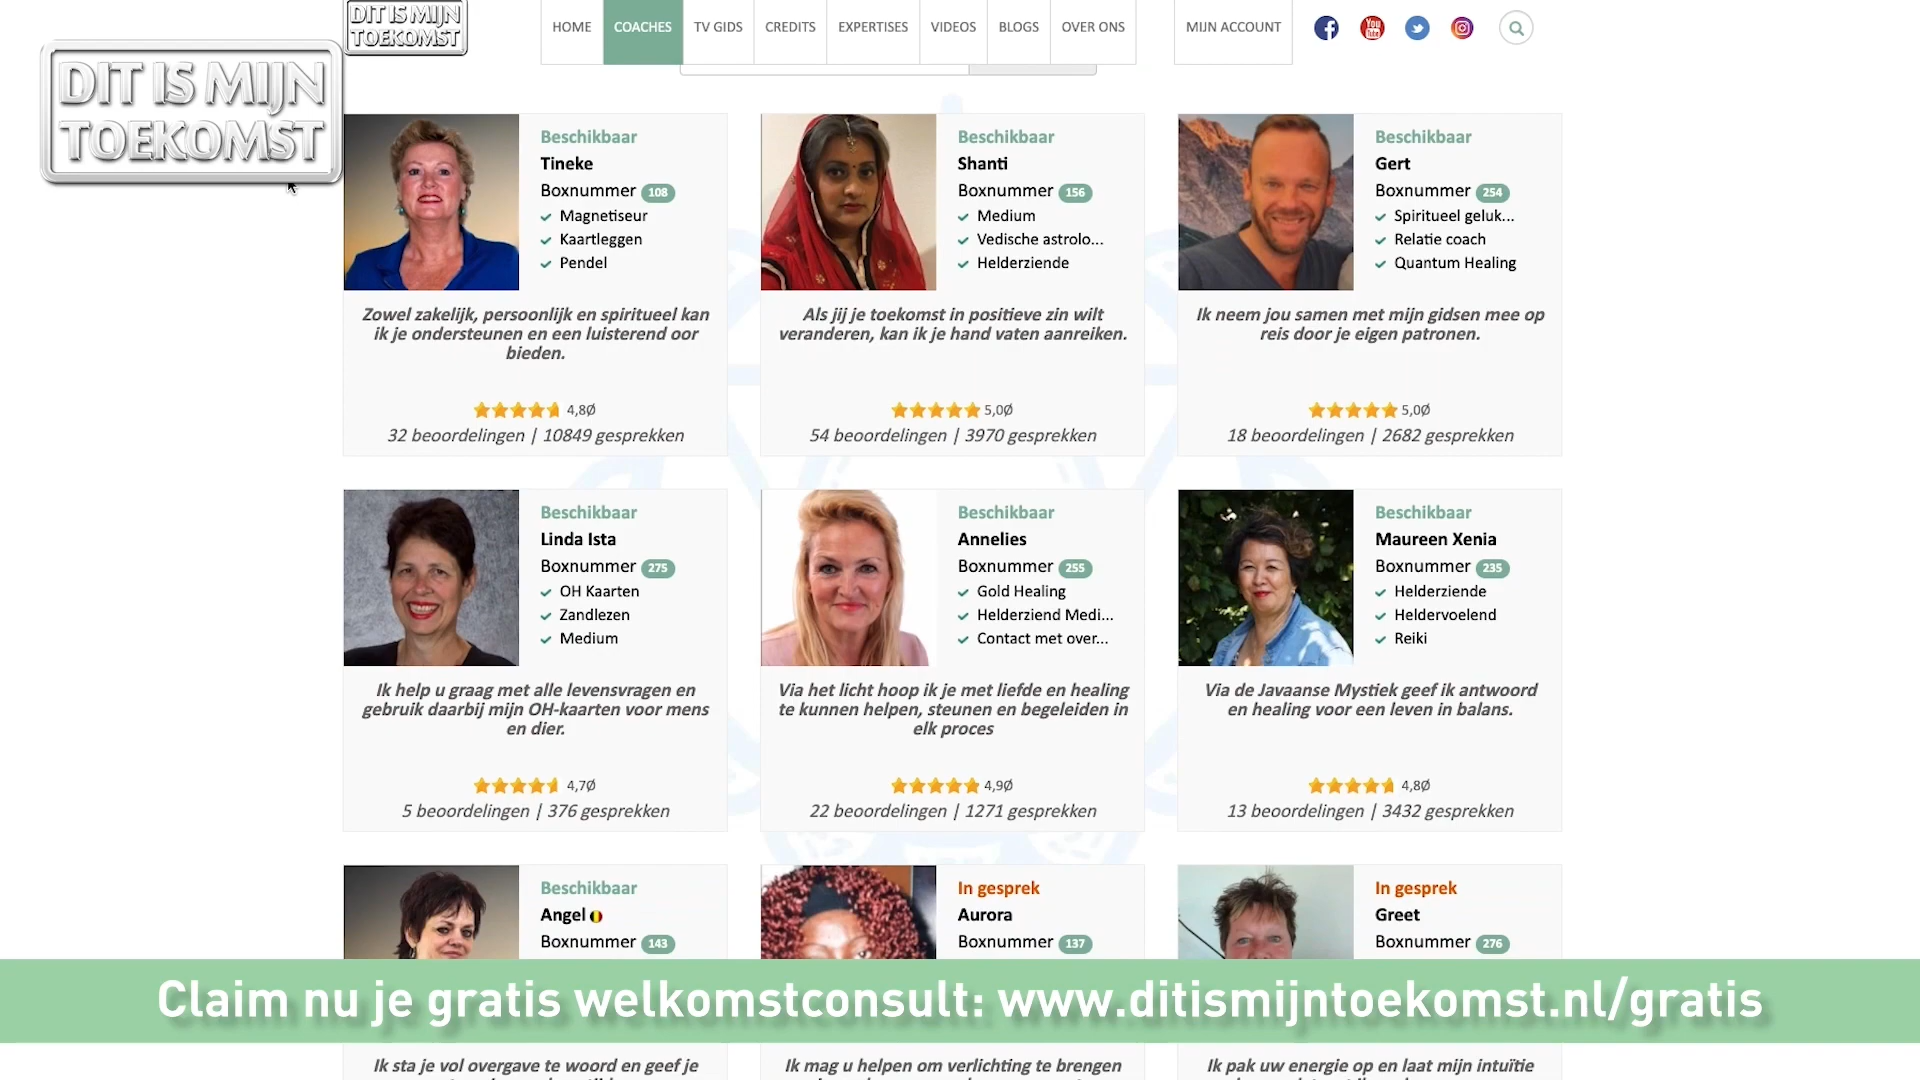 DIT IS MIJN
TOEKOMST
DIT IS MIJN
TOEKOMST
HOME COACHES TV GIDS CREDITS EXPERTISES VIDEOS BLOGS OVER ONS MIJN ACCOUNT
Beschikbaar
Tineke
Boxnummer 108
Magnetiseur
Kaartleggen
Pendel
Zowel zakelijk, persoonlijk en spiritueel kan
ik je ondersteunen en een luisterend oor
bieden.
4,8Ø
32 beoordelingen | 10849 gesprekken
Beschikbaar
Shanti
Boxnummer 156
Medium
Vedische astrolo...
Helderziende
Als jij je toekomst in positieve zin wilt
veranderen, kan ik je hand vaten aanreiken.
5,0Ø
54 beoordelingen | 3970 gesprekken
Beschikbaar
Gert
Boxnummer 254
Spiritueel geluk...
Relatie coach
Quantum Healing
Ik neem jou samen met mijn gidsen mee op
reis door je eigen patronen.
5,0Ø
18 beoordelingen | 2682 gesprekken
Beschikbaar
Linda Ista
Boxnummer 275
OH Kaarten
Zandlezen
Medium
Ik help u graag met alle levensvragen en
gebruik daarbij mijn OH-kaarten voor mens
en dier.
4,7Ø
5 beoordelingen | 376 gesprekken
Beschikbaar
Annelies
Boxnummer 255
Gold Healing
Helderziend Medi...
Contact met over...
Via het licht hoop ik je met liefde en healing
te kunnen helpen, steunen en begeleiden in
elk proces
4,9Ø
22 beoordelingen | 1271 gesprekken
Beschikbaar
Maureen Xenia
Boxnummer 235
Helderziende
Heldervoelend
Reiki
Via de Javaanse Mystiek geef ik antwoord
en healing voor een leven in balans.
4,8Ø
13 beoordelingen | 3432 gesprekken
Beschikbaar
Angel
Boxnummer 143
In gesprek
Aurora
Boxnummer 137
In gesprek
Greet
Boxnummer 276
Claim nu je gratis welkomstconsult: www.ditismijntoekomst.nl/gratis
Ik sta je vol overgave te woord en geef je
Ik mag u helpen om verlichting te brengen
Ik pak uw energie op en laat mijn intuïtie